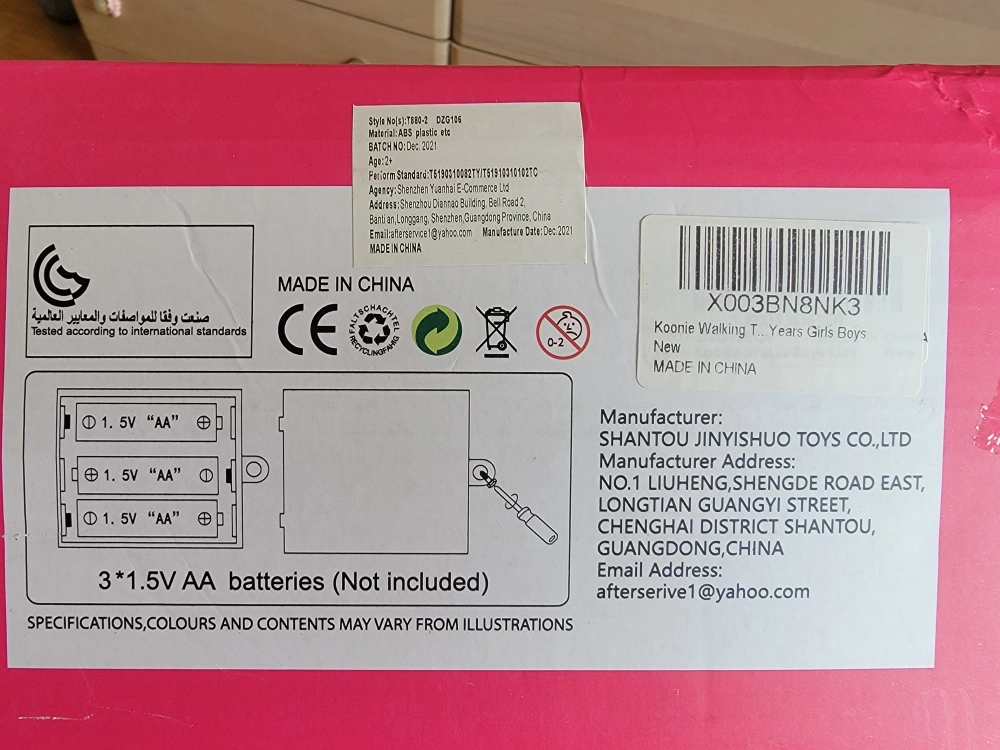 Style No(s):T880-2 DZG106
Material:ABS plastic etc
BATCH NO:Dec. 2021
Age:2+
Perform Standard:T5190310082TY/T51910310102TC
Agency:Shenzhen Yuanhai E-Commerce Ltd
Address:Shenzhou Diannao Building, Bell Road 2,
Bantian,Longgang, Shenzhen,Guangdong Province, China
Email:afterservice1@yahoo.com Manufacture Date:Dec.2021
MADE IN CHINA
صنعت وفقا للمواصفات والمعايير العالمية
Tested according to international standards
MADE IN CHINA
CE
FALTSCHACHTEL
RECYCLINGFÄHIG
0-2
X003BN8NK3
Koonie Walking T... Years Girls Boys
New
MADE IN CHINA
1. 5V “AA”
1. 5V “AA”
1. 5V “AA”
3*1.5V AA batteries (Not included)
SPECIFICATIONS,COLOURS AND CONTENTS MAY VARY FROM ILLUSTRATIONS
Manufacturer:
SHANTOU JINYISHUO TOYS CO.,LTD
Manufacturer Address:
NO.1 LIUHENG,SHENGDE ROAD EAST,
LONGTIAN GUANGYI STREET,
CHENGHAI DISTRICT SHANTOU,
GUANGDONG,CHINA
Email Address:
afterserive1@yahoo.com